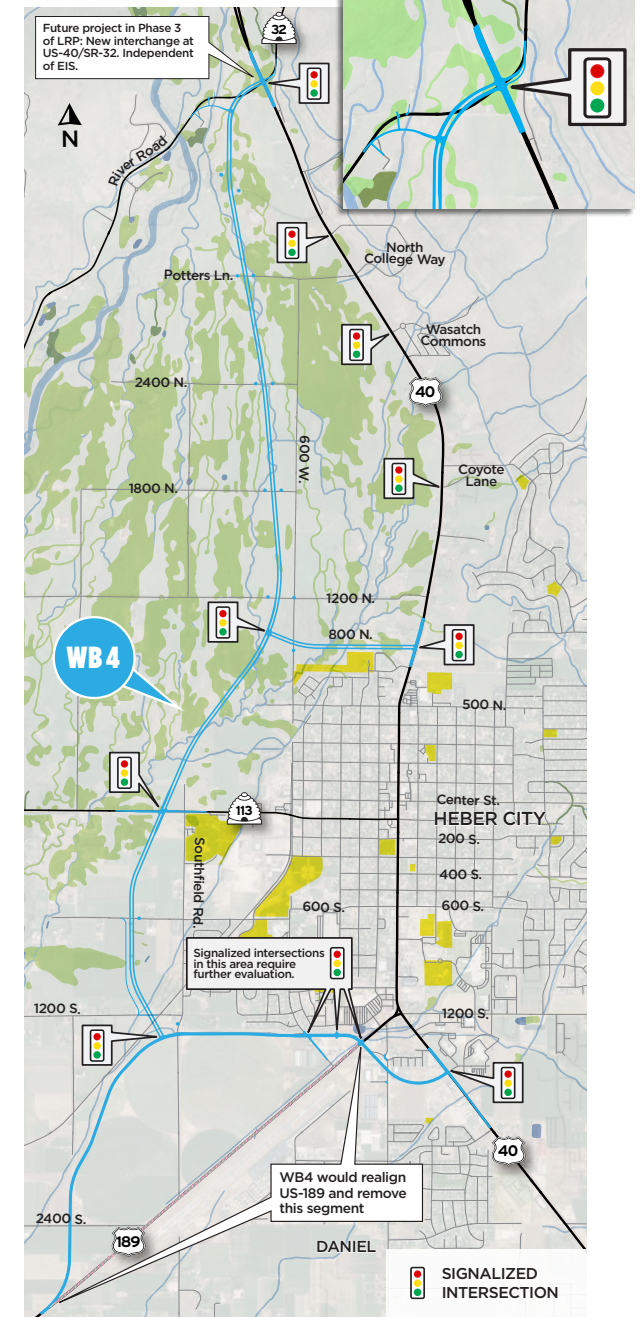 Future project in Phase 3
of LRP: New interchange at
US-40/SR-32. Independent
of EIS.
32
N
River Road
North
College Way
Potters Ln.
Wasatch
Commons
2400 N.
40
600 W.
Coyote
Lane
1800 N.
1200 N.
800 N.
WB 4
500 N.
Center St.
113
HEBER CITY
200 S.
Southfield Rd.
400 S.
600 S.
600 S.
Signalized intersections
in this area require
further evaluation.
1200 S.
1200 S.
40
WB4 would realign
US-189 and remove
this segment
2400 S.
189
DANIEL
SIGNALIZED
INTERSECTION